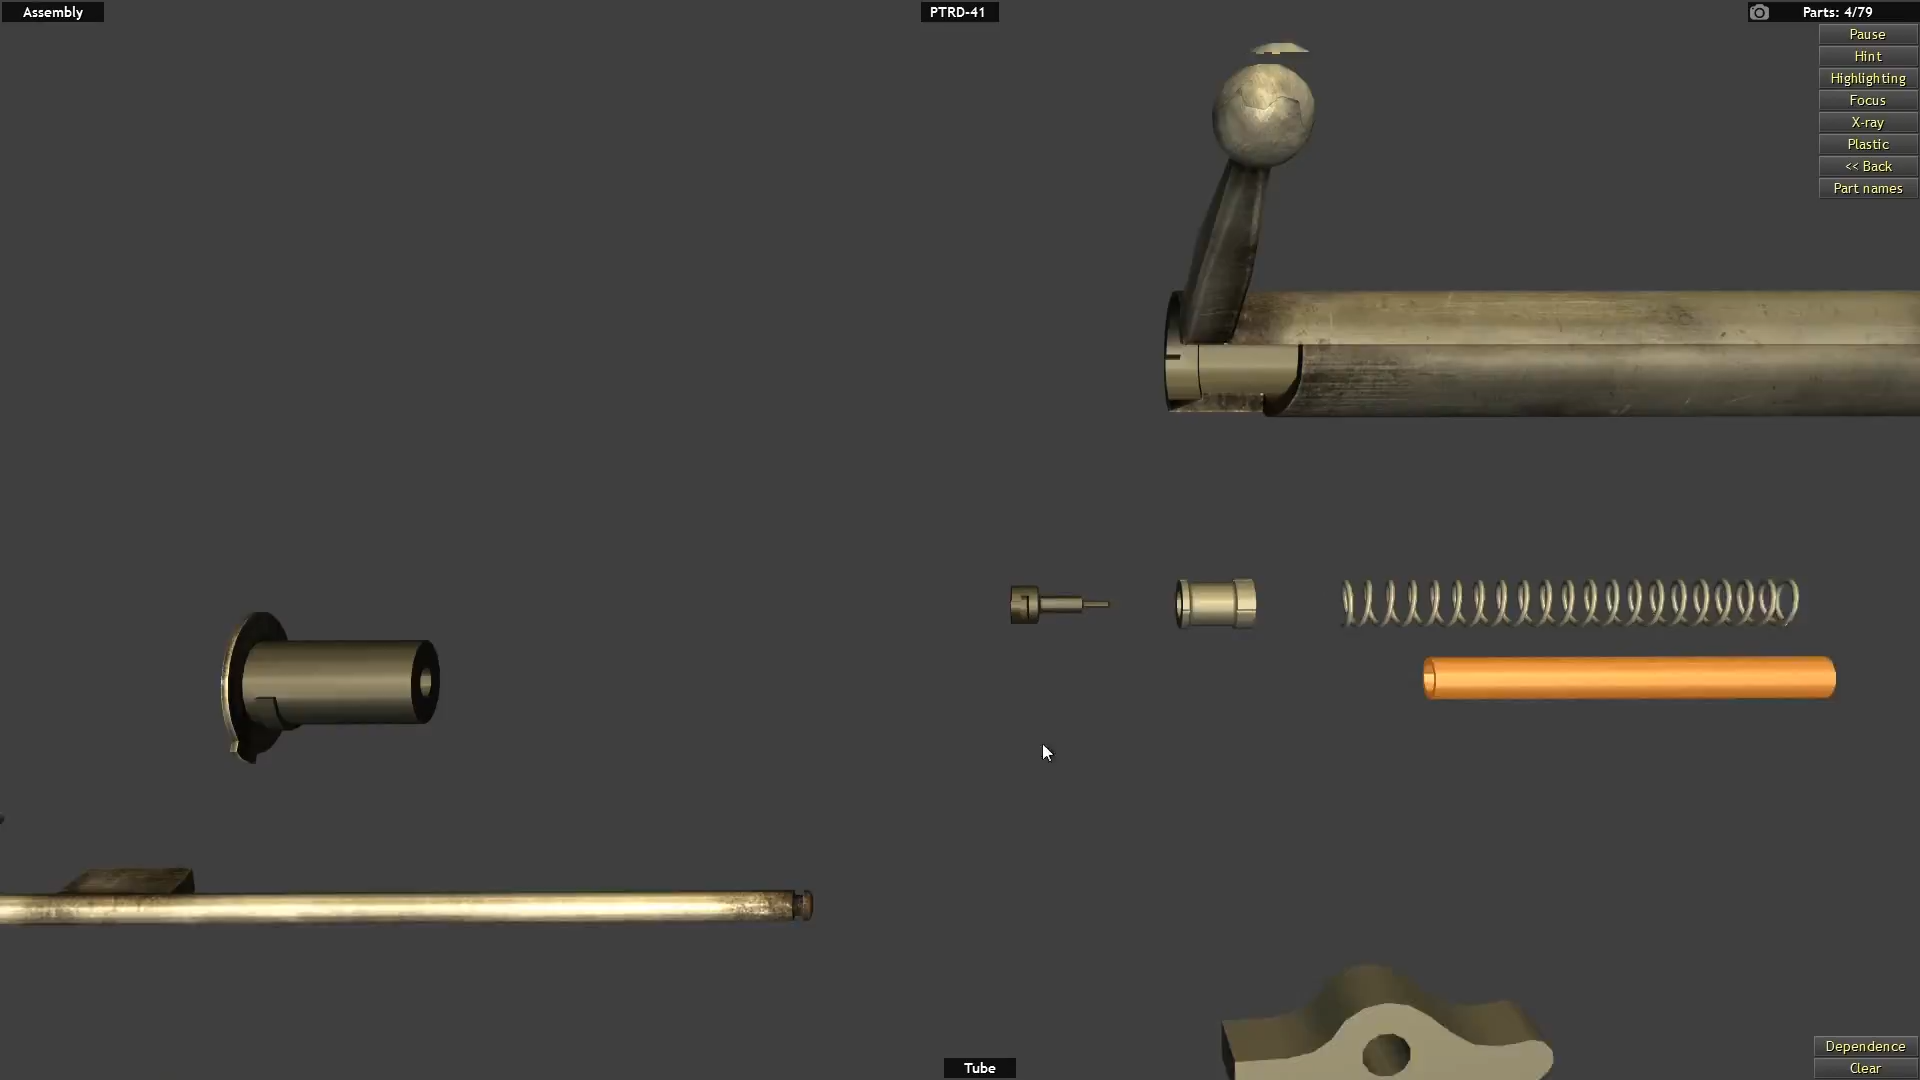 Assembly
PTRD-41
Parts: 4/79
Pause
Hint
Highlighting
Focus
X-ray
Plastic
<< Back
Part names
Tube
Dependence
Clear